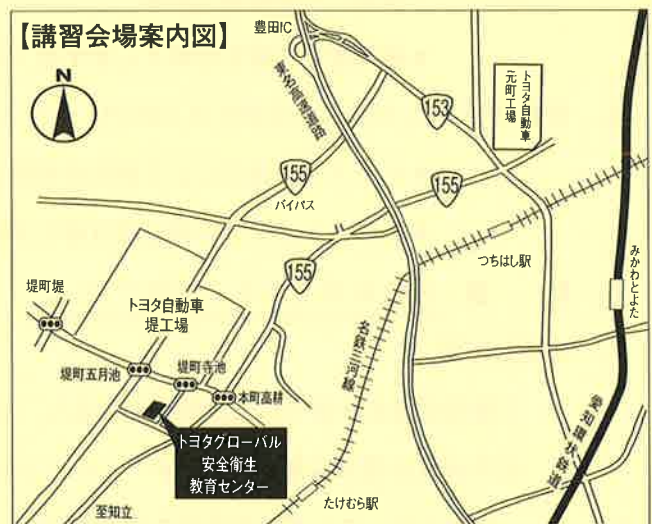 【講習会場案内図】
豊田IC
N
東名高速道路
153
トヨタ自動車
元町工場
155
バイパス
155
つちはし駅
みかわとよた
155
堤町堤
トヨタ自動車
堤工場
名鉄三河線
堤町五月池
堤町寺池
本町高耕
愛知環状鉄道
トヨタグローバル
安全衛生
教育センター
たけむら駅
至知立